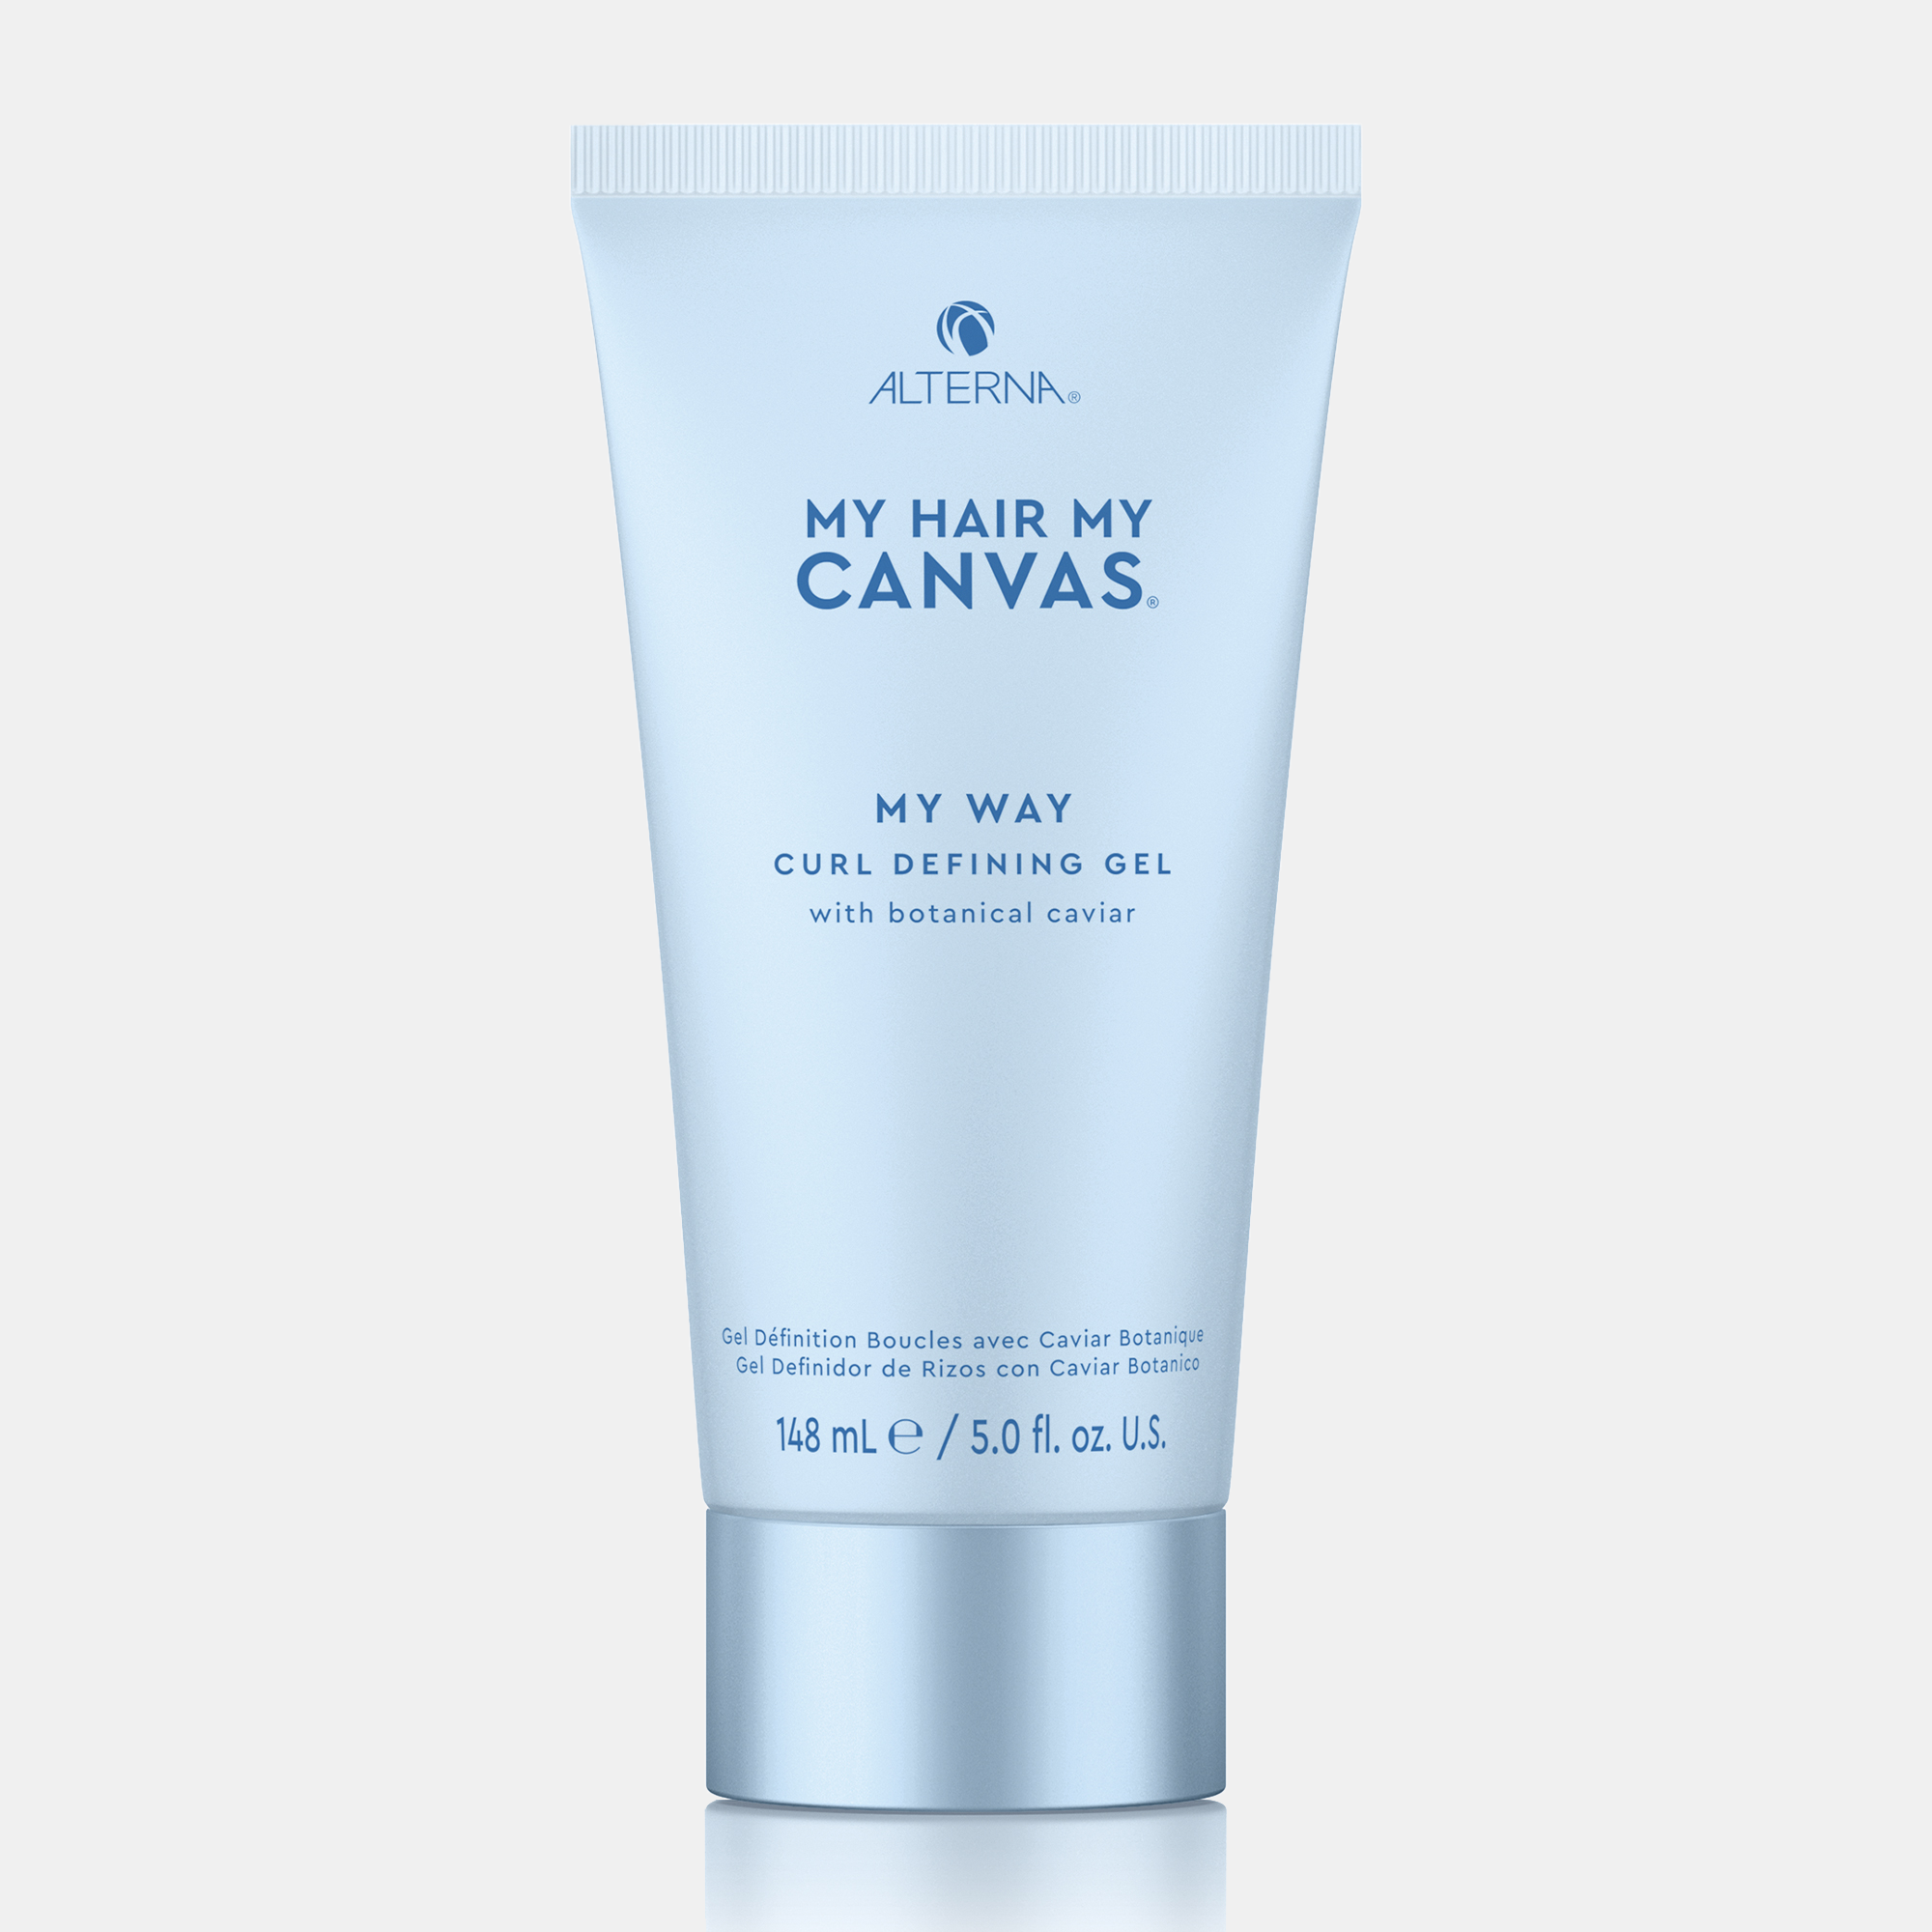 ALTERNA®
MY HAIR MY
CANVAS®
MY WAY
CURL DEFINING GEL
with botanical caviar
Gel Définition Boucles avec Caviar Botanique
Gel Definidor de Rizos con Caviar Botanico
148 mL ℮ / 5.0 fl. oz. U.S.